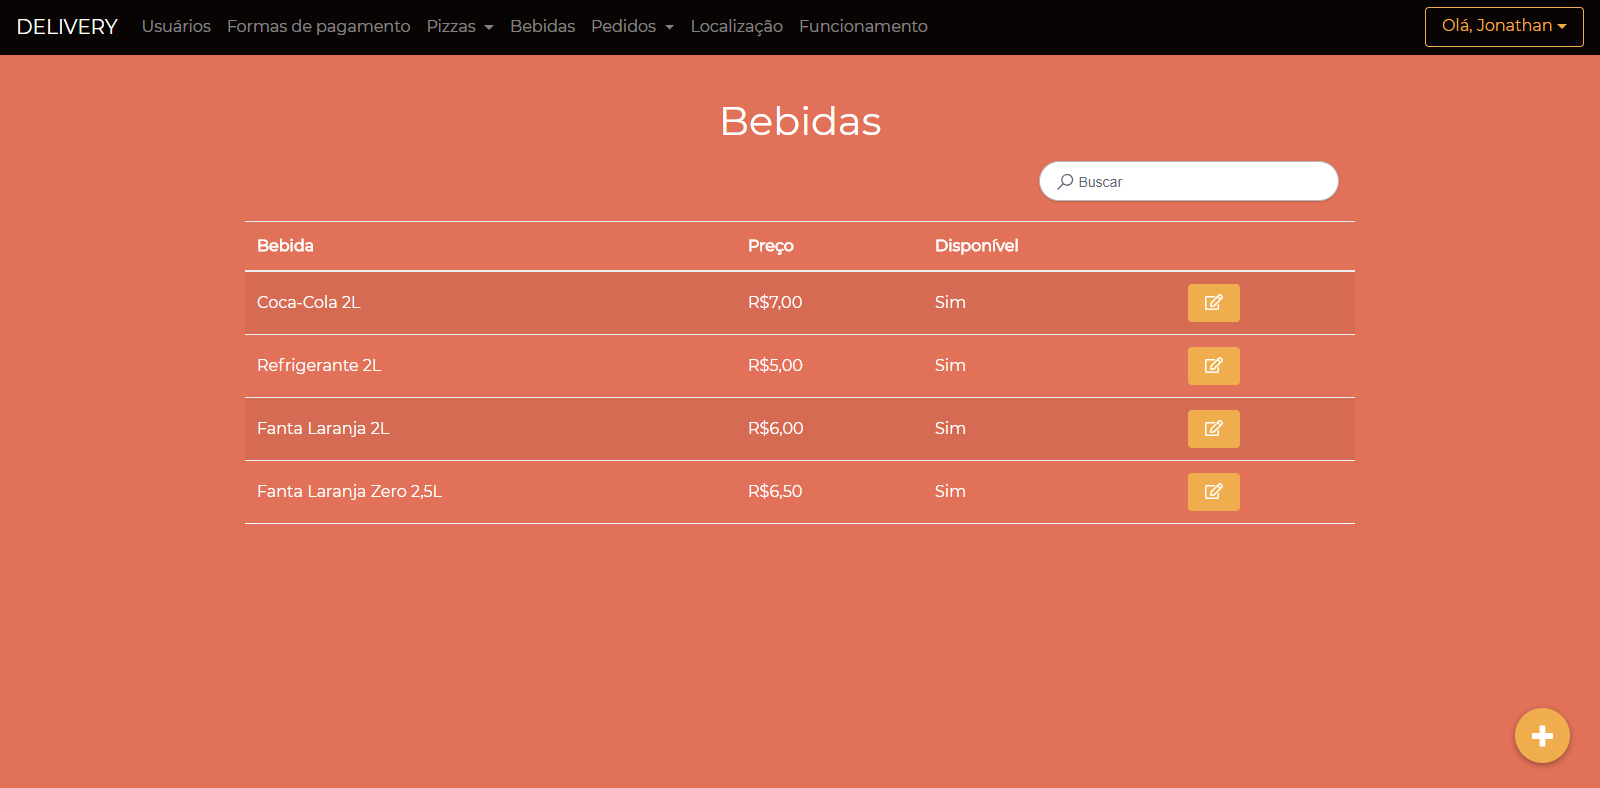 DELIVERY Usuários Formas de pagamento Pizzas Bebidas Pedidos Localização Funcionamento Olá, Jonathan
Bebidas
Buscar
Bebida Preço Disponível
Coca-Cola 2L R$7,00 Sim
Refrigerante 2L R$5,00 Sim
Fanta Laranja 2L R$6,00 Sim
Fanta Laranja Zero 2,5L R$6,50 Sim